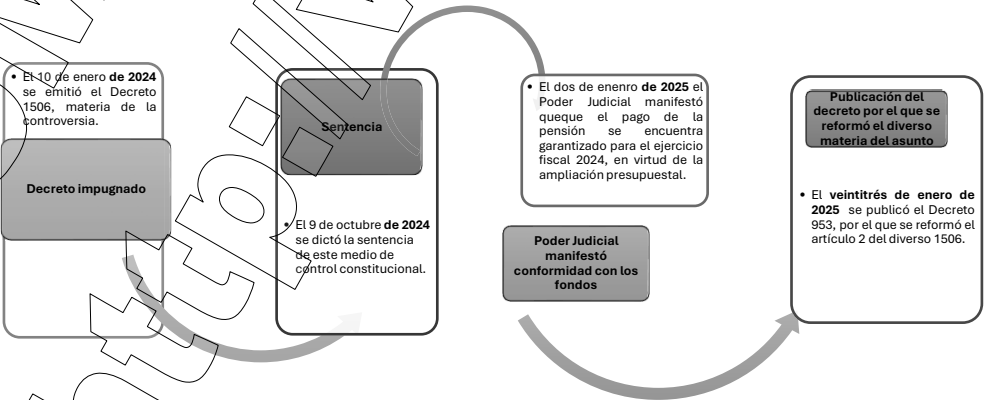 • El 10 de enero de 2024
se emitió el Decreto
1506, materia de la
controversia.
Decreto impugnado
Sentencia
• El 9 de octubre de 2024
se dictó la sentencia
de este medio de
control constitucional.
• El dos de enenro de 2025 el
Poder Judicial manifestó
queque el pago de la
pensión se encuentra
garantizado para el ejercicio
fiscal 2024, en virtud de la
ampliación presupuestal.
Poder Judicial
manifestó
conformidad con los
fondos
Publicación del
decreto por el que se
reformó el diverso
materia del asunto
• El veintitrés de enero de
2025 se publicó el Decreto
953, por el que se reformó el
artículo 2 del diverso 1506.